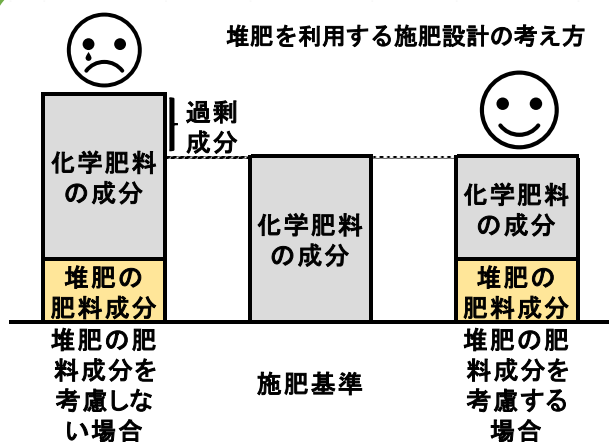 堆肥を利用する施肥設計の考え方
過剰
成分
化学肥料
の成分
堆肥の
肥料成分
化学肥料
の成分
化学肥料
の成分
堆肥の
肥料成分
堆肥の肥
料成分を
考慮しな
い場合
施肥基準
堆肥の肥
料成分を
考慮する
場合